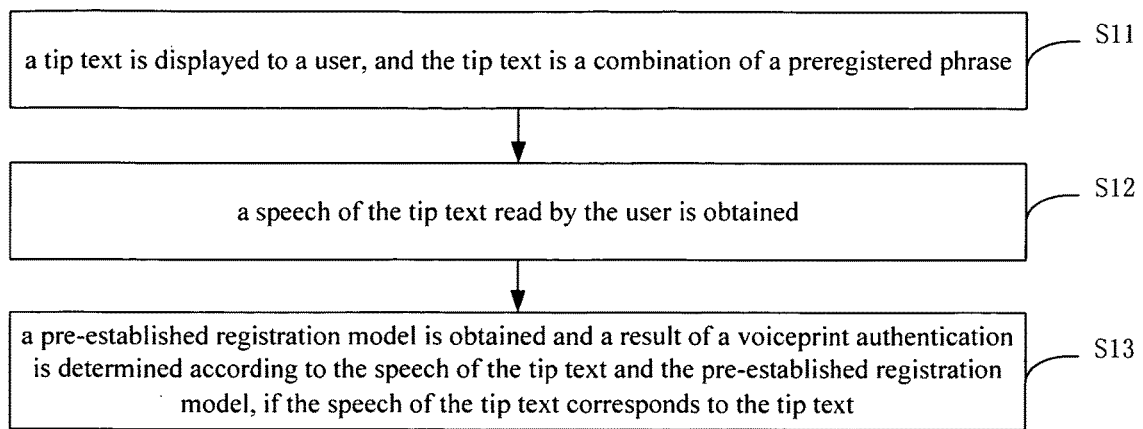 a tip text is displayed to a user, and the tip text is a combination of a preregistered phrase
S11
a speech of the tip text read by the user is obtained
S12
a pre-established registration model is obtained and a result of a voiceprint authentication
is determined according to the speech of the tip text and the pre-established registration
model, if the speech of the tip text corresponds to the tip text
S13